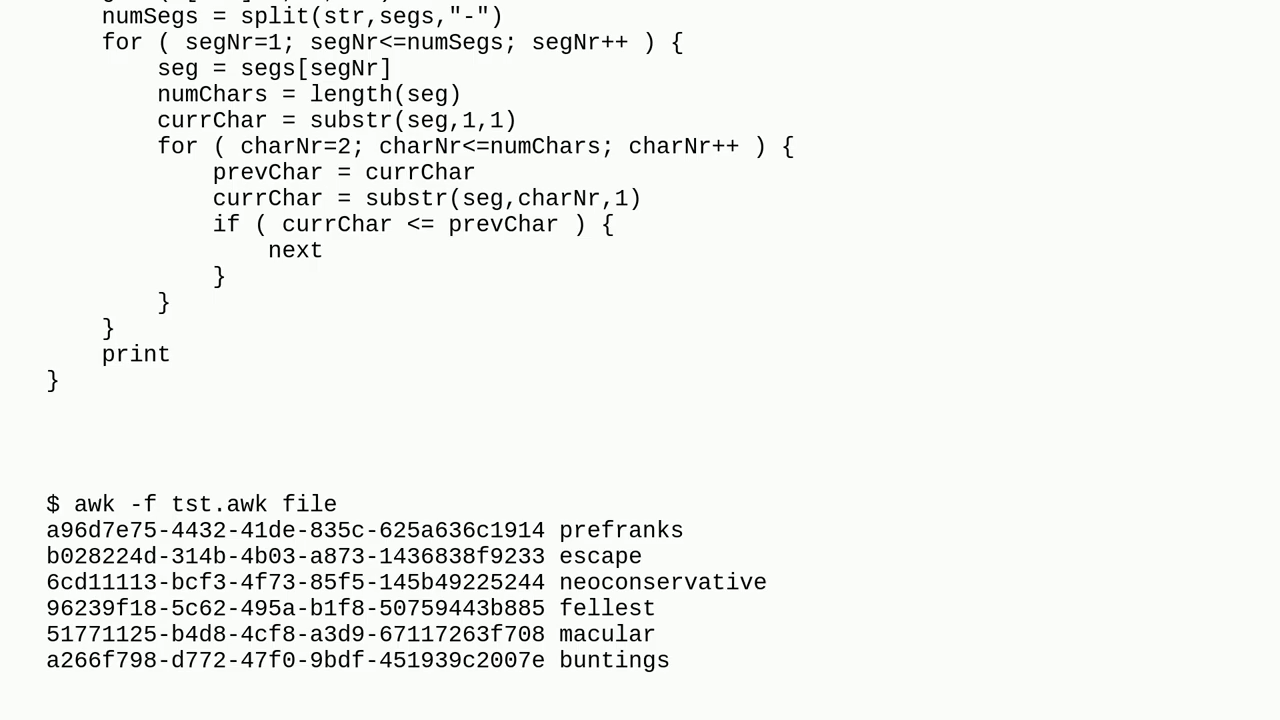 numSegs = split(str,segs,"-")
for ( segNr=1; segNr<=numSegs; segNr++ ) {
seg = segs[segNr]
numChars = length(seg)
currChar = substr(seg,1,1)
for ( charNr=2; charNr<=numChars; charNr++ ) {
prevChar = currChar
currChar = substr(seg,charNr,1)
if ( currChar <= prevChar ) {
next
}
}
}
print
}
$ awk -f tst.awk file
a96d7e75-4432-41de-835c-625a636c1914 prefranks
b028224d-314b-4b03-a873-1436838f9233 escape
6cd11113-bcf3-4f73-85f5-145b49225244 neoconservative
96239f18-5c62-495a-b1f8-50759443b885 fellest
51771125-b4d8-4cf8-a3d9-67117263f708 macular
a266f798-d772-47f0-9bdf-451939c2007e buntings